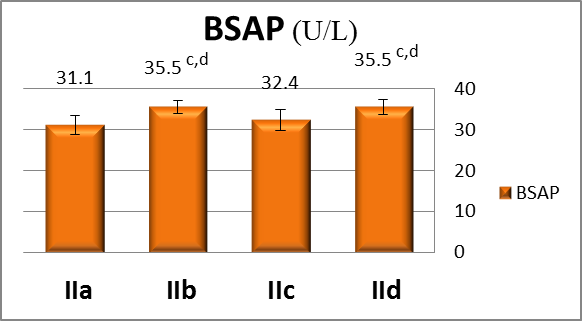 BSAP (U/L)
31.1
35.5 c,d
32.4
35.5 c,d
40
30
20
10
0
BSAP
IIa
IIb
IIc
IId